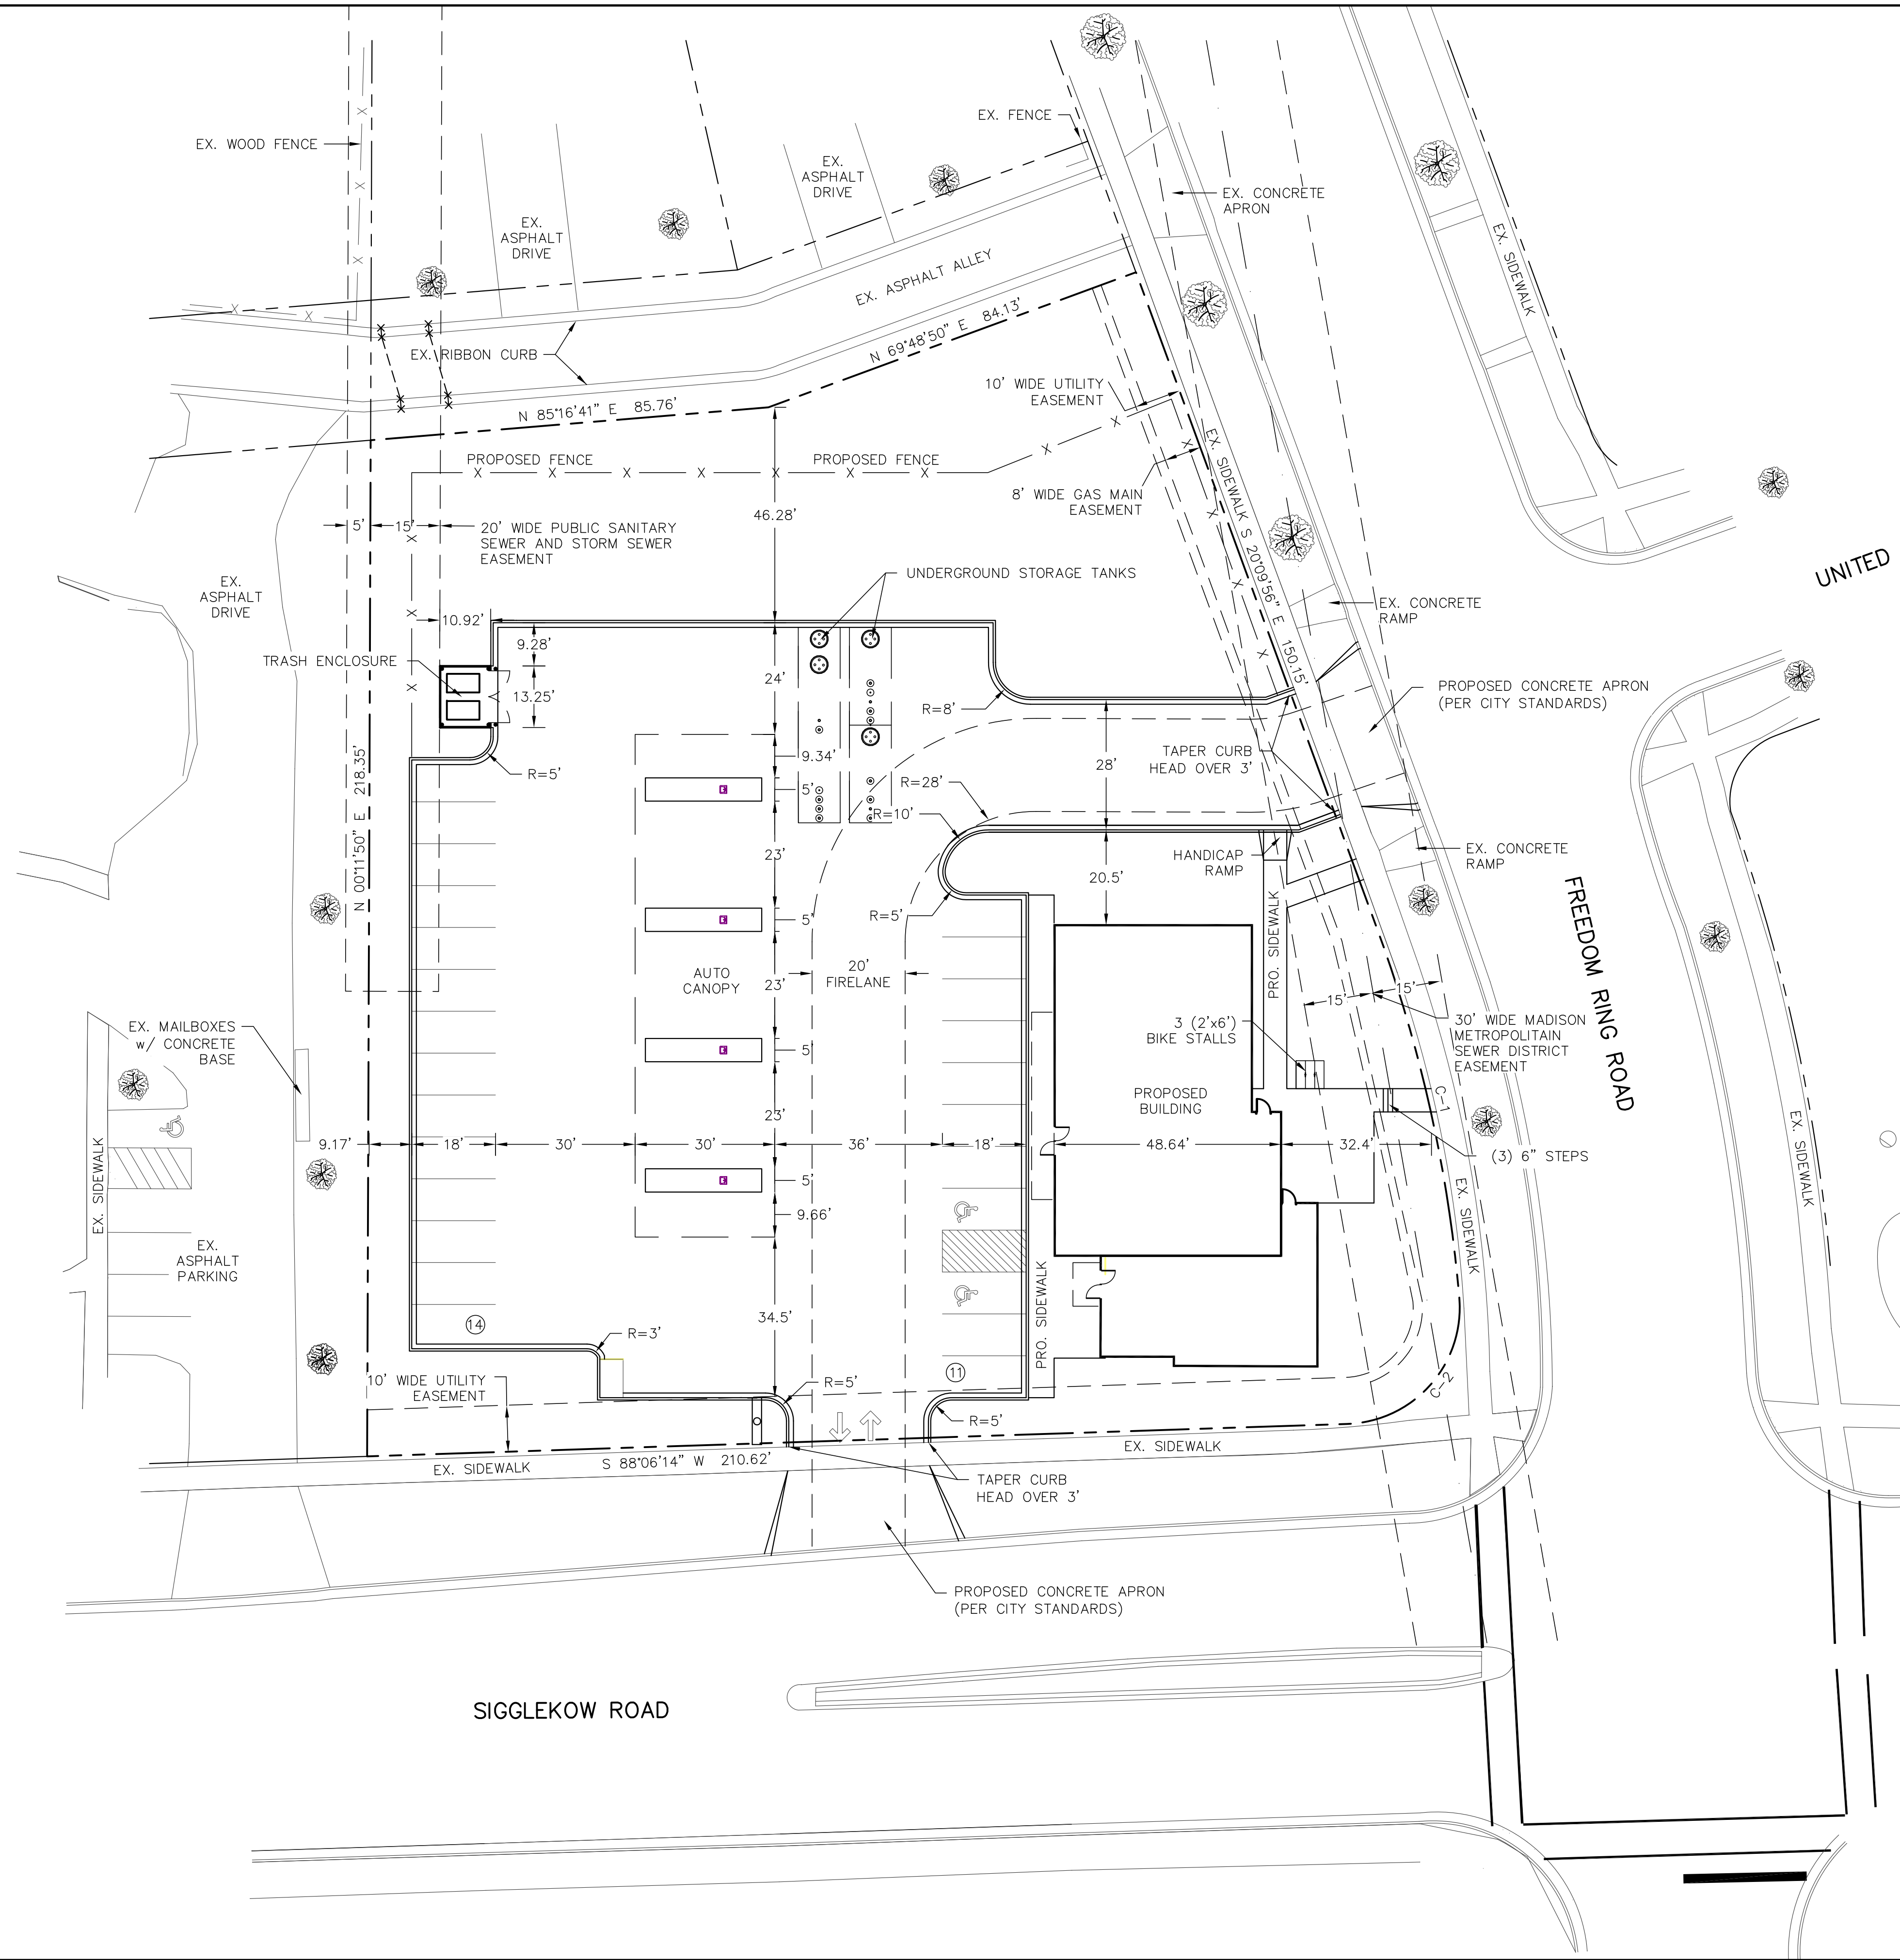 EX. FENCE
EX. WOOD FENCE
EX.
ASPHALT
DRIVE
EX. CONCRETE
APRON
EX.
ASPHALT
DRIVE
EX. SIDEWALK
EX. ASPHALT ALLEY
EX. RIBBON CURB
N 69°48'50" E 84.13'
10' WIDE UTILITY
EASEMENT
N 85°16'41" E 85.76'
PROPOSED FENCE
PROPOSED FENCE
EX. SIDEWALK
8' WIDE GAS MAIN
EASEMENT
46.28'
5'
15'
20' WIDE PUBLIC SANITARY
SEWER AND STORM SEWER
EASEMENT
S 20°09'56" E 150.15'
UNITED
UNDERGROUND STORAGE TANKS
EX.
ASPHALT
DRIVE
EX. CONCRETE
RAMP
10.92'
9.28'
TRASH ENCLOSURE
24'
13.25'
R=8'
PROPOSED CONCRETE APRON
(PER CITY STANDARDS)
9.34'
TAPER CURB
HEAD OVER 3'
28'
R=5'
R=28'
5'
R=10'
N 00°11'50" E 218.35'
23'
HANDICAP
RAMP
EX. CONCRETE
RAMP
20.5'
5'
R=5'
PRO. SIDEWALK
FREEDOM RING ROAD
AUTO
CANOPY
23'
20'
FIRELANE
15'
15'
EX. MAILBOXES
w/ CONCRETE
BASE
3 (2'x6')
BIKE STALLS
30' WIDE MADISON
METROPOLITAIN
SEWER DISTRICT
EASEMENT
5'
PROPOSED
BUILDING
C-1
23'
9.17'
18'
30'
30'
36'
18'
48.64'
32.4'
(3) 6" STEPS
EX. SIDEWALK
EX. SIDEWALK
EX. SIDEWALK
5'
9.66'
EX.
ASPHALT
PARKING
PRO. SIDEWALK
34.5'
14
R=3'
11
10' WIDE UTILITY
EASEMENT
R=5'
C-2
R=5'
EX. SIDEWALK
S 88°06'14" W 210.62'
EX. SIDEWALK
TAPER CURB
HEAD OVER 3'
PROPOSED CONCRETE APRON
(PER CITY STANDARDS)
SIGGLEKOW ROAD